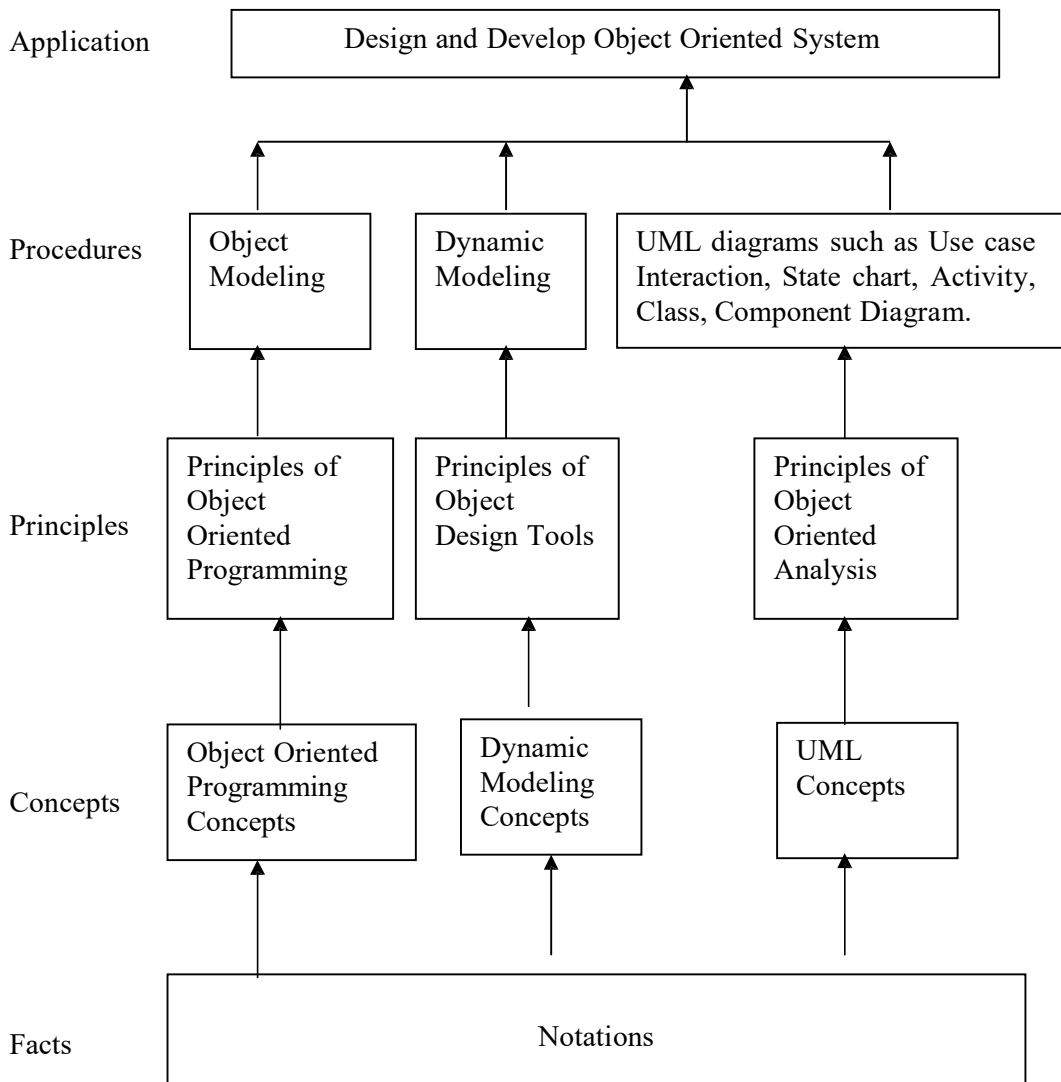 Application
Design and Develop Object Oriented System
Procedures
Object
Modeling
Dynamic
Modeling
UML diagrams such as Use case
Interaction, State chart, Activity,
Class, Component Diagram.
Principles
Principles of
Object
Oriented
Programming
Principles of
Object
Design Tools
Principles of
Object
Oriented
Analysis
Concepts
Object Oriented
Programming
Concepts
Dynamic
Modeling
Concepts
UML
Concepts
Facts
Notations